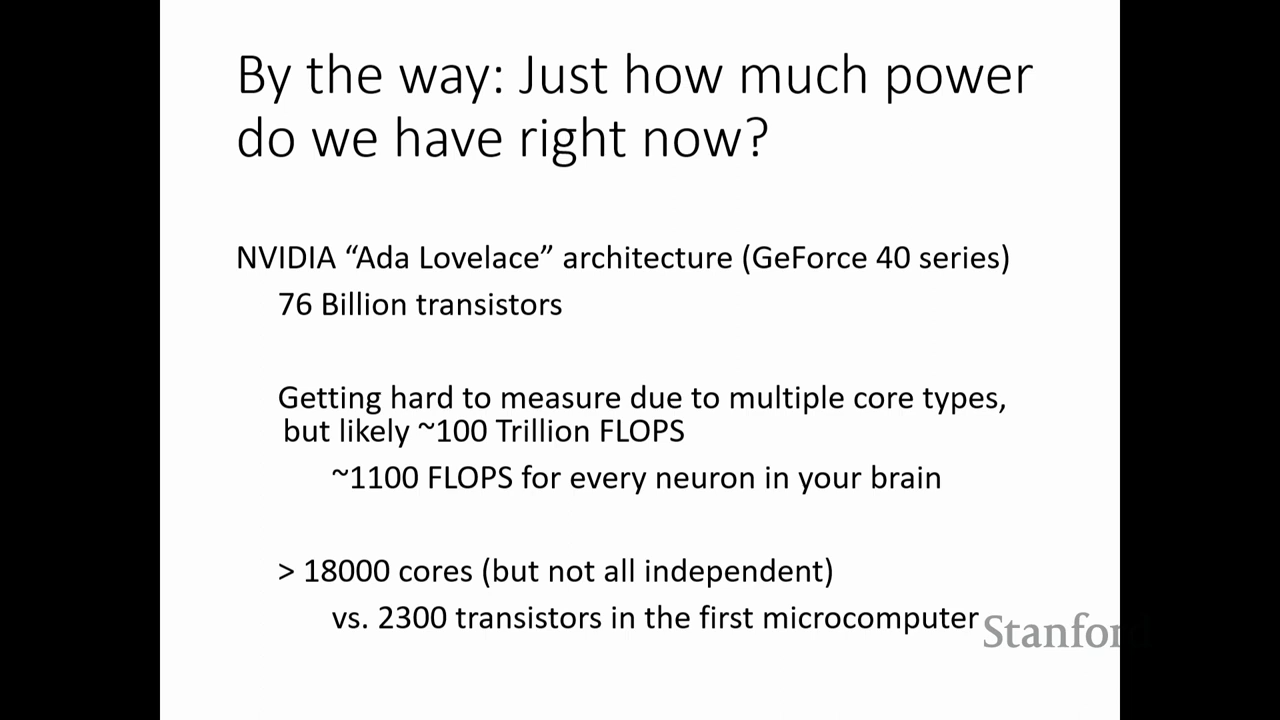 By the way: Just how much power
do we have right now?
NVIDIA “Ada Lovelace” architecture (GeForce 40 series)
76 Billion transistors
Getting hard to measure due to multiple core types,
but likely ~100 Trillion FLOPS
~1100 FLOPS for every neuron in your brain
> 18000 cores (but not all independent)
vs. 2300 transistors in the first microcomputer
Stanfor